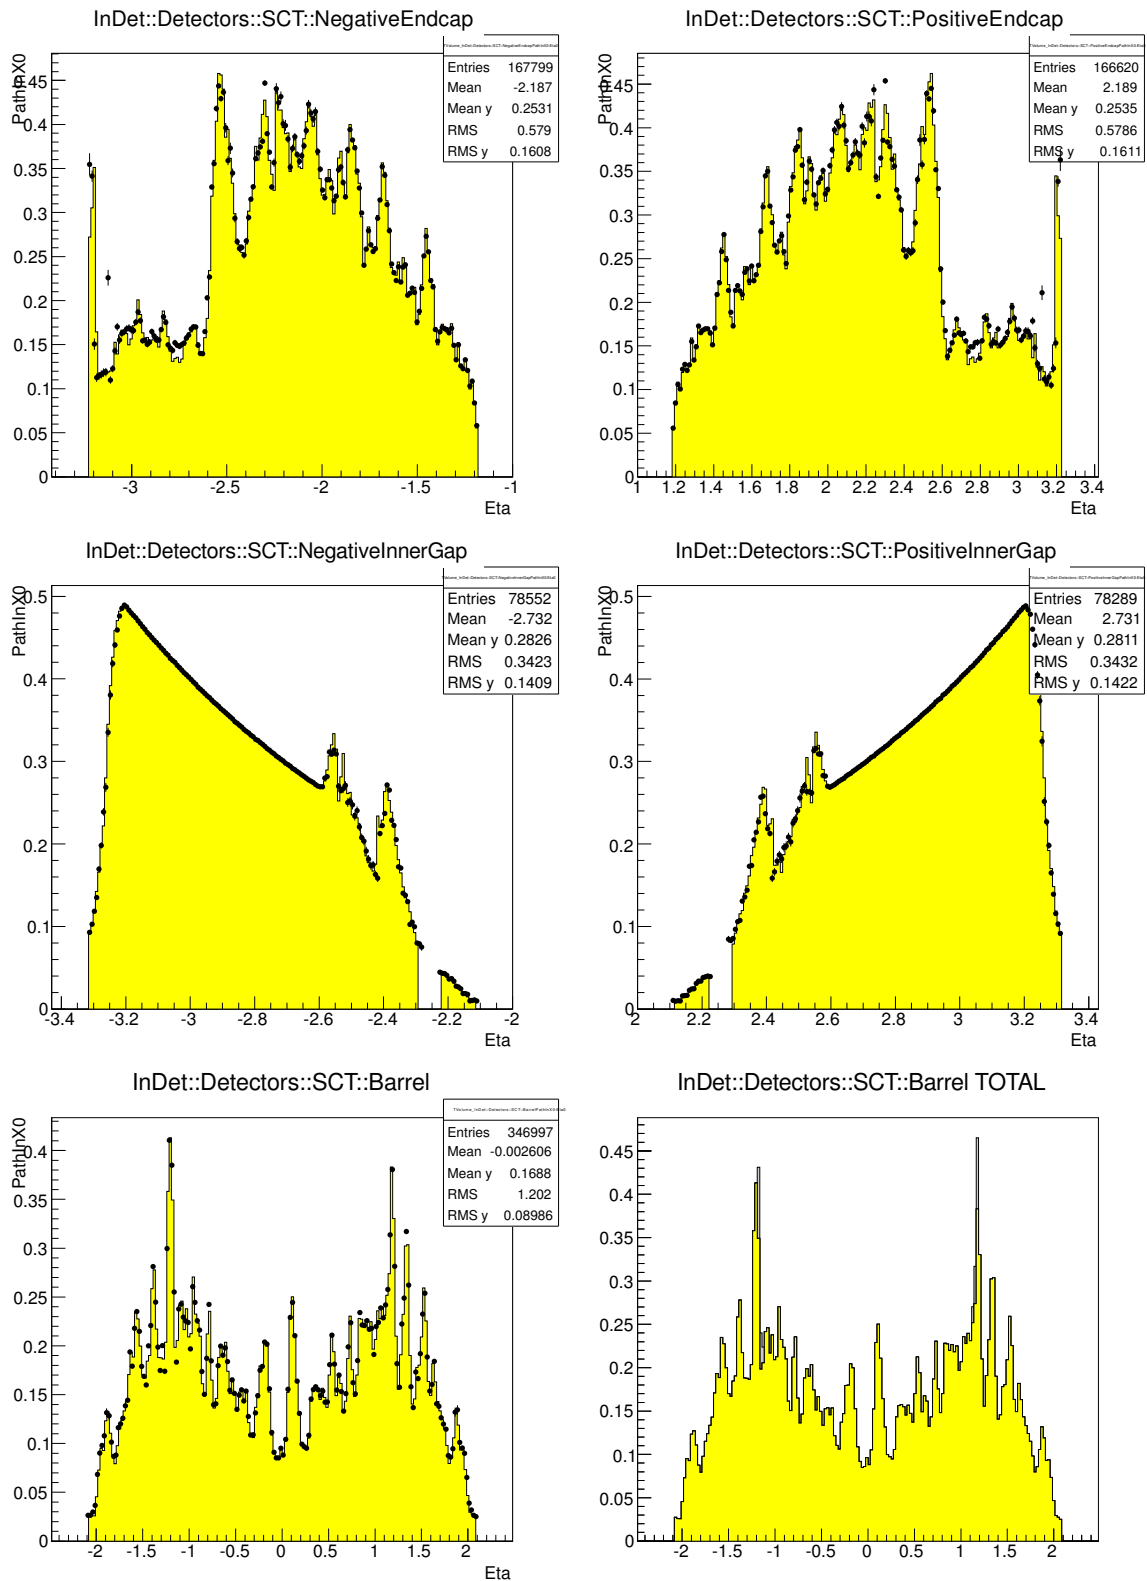 InDet::Detectors::SCT::NegativeEndcap
PathInX0
TVolume_InDet-Detectors-SCT-NegativeEndcapPathInX0-Eta0
Entries 167799
Mean -2.187
Mean y 0.2531
RMS 0.579
RMS y 0.1608
0.45
0.4
0.35
0.3
0.25
0.2
0.15
0.1
0.05
0
-3 -2.5 -2 -1.5 -1
Eta
InDet::Detectors::SCT::PositiveEndcap
PathInX0
TVolume_InDet-Detectors-SCT-PositiveEndcapPathInX0-Eta0
Entries 166620
Mean 2.189
Mean y 0.2535
RMS 0.5786
RMS y 0.1611
0.45
0.4
0.35
0.3
0.25
0.2
0.15
0.1
0.05
0
1 1.2 1.4 1.6 1.8 2 2.2 2.4 2.6 2.8 3 3.2 3.4
Eta
InDet::Detectors::SCT::NegativeInnerGap
PathInX0
Entries 78552
Mean -2.732
Mean y 0.2826
RMS 0.3423
RMS y 0.1409
0.5
0.4
0.3
0.2
0.1
0
-3.4 -3.2 -3 -2.8 -2.6 -2.4 -2.2 -2
Eta
InDet::Detectors::SCT::PositiveInnerGap
PathInX0
Entries 78289
Mean 2.731
Mean y 0.2811
RMS 0.3432
RMS y 0.1422
0.5
0.4
0.3
0.2
0.1
0
2 2.2 2.4 2.6 2.8 3 3.2 3.4
Eta
InDet::Detectors::SCT::Barrel
PathInX0
Entries 346997
Mean -0.002606
Mean y 0.1688
RMS 1.202
RMS y 0.08986
0.4
0.35
0.3
0.25
0.2
0.15
0.1
0.05
0
-2 -1.5 -1 -0.5 0 0.5 1 1.5 2
Eta
InDet::Detectors::SCT::Barrel TOTAL
0.45
0.4
0.35
0.3
0.25
0.2
0.15
0.1
0.05
0
-2 -1.5 -1 -0.5 0 0.5 1 1.5 2